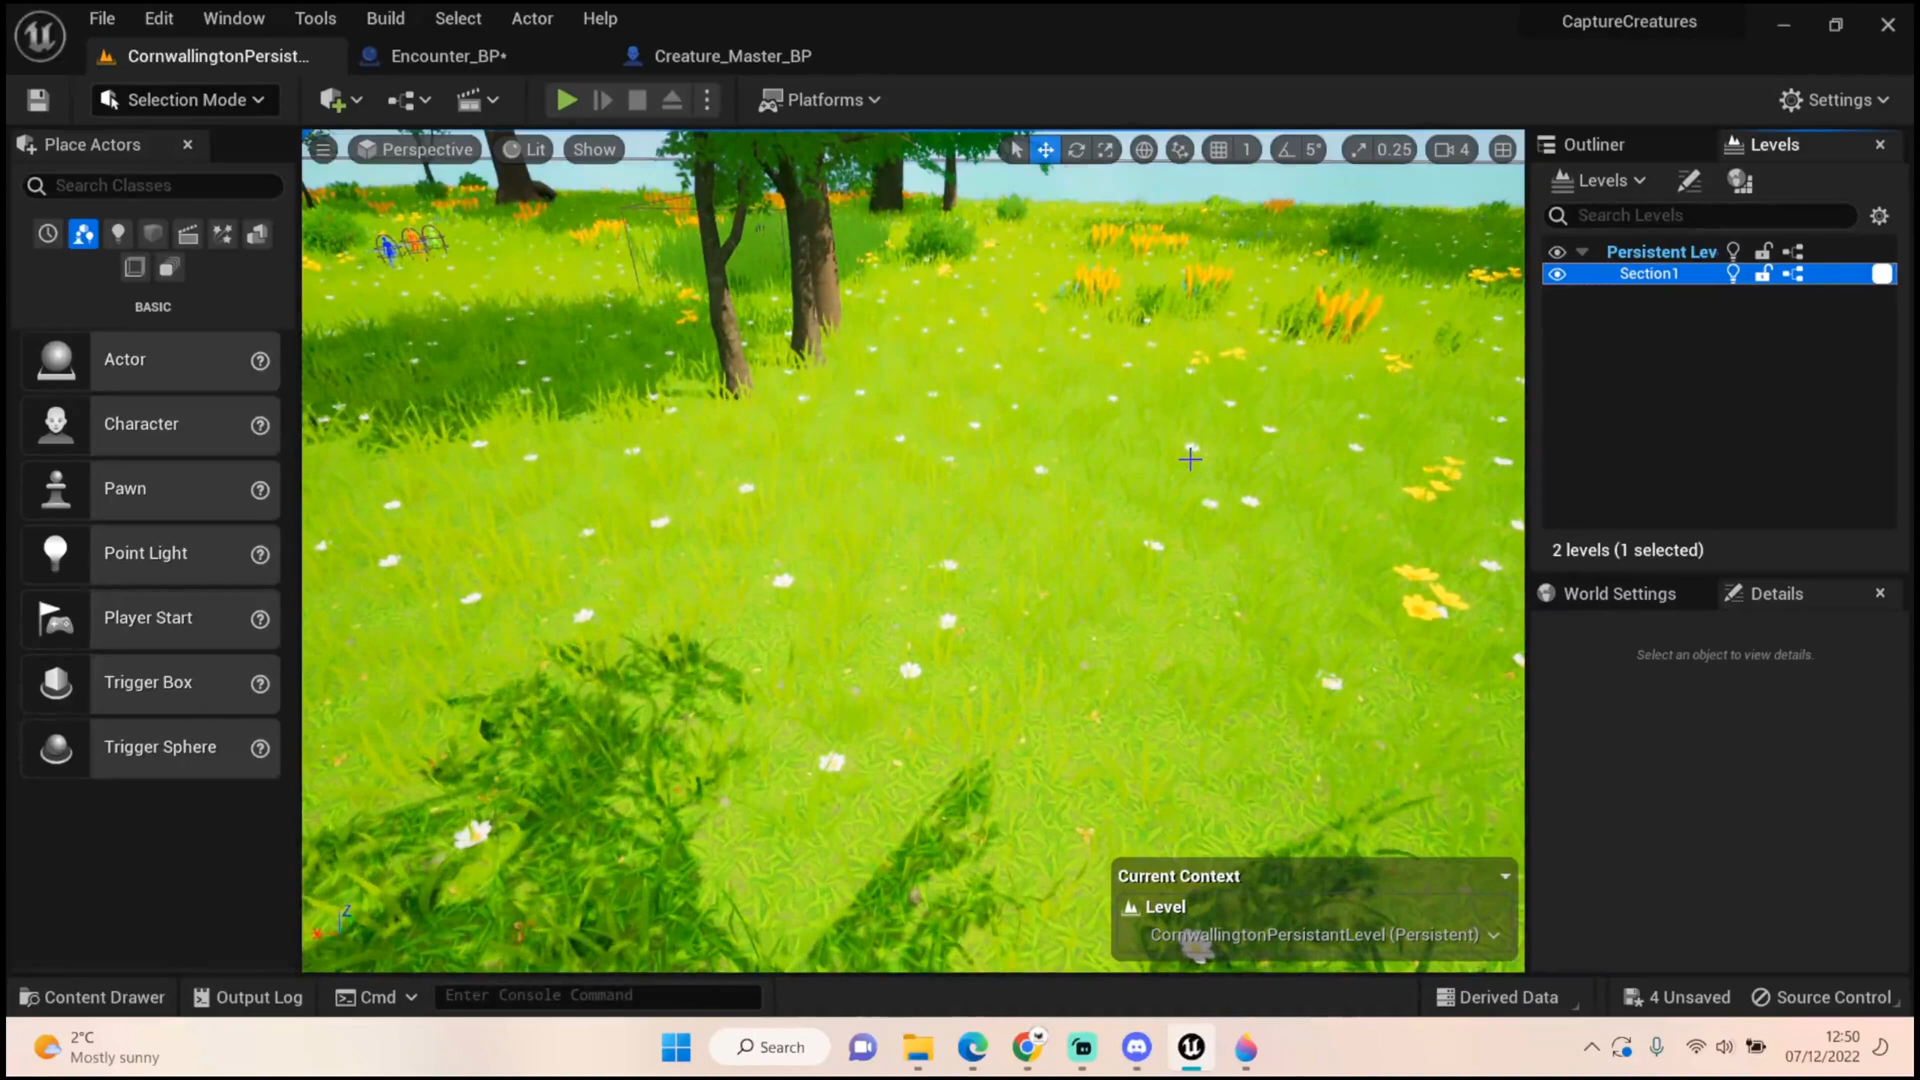 File Edit Window Tools Build Select Actor Help
CaptureCreatures
CornwallingtonPersist...
Encounter_BP*
Creature_Master_BP
Selection Mode
Platforms
Settings
Place Actors
Search Classes
BASIC
Actor
Character
Pawn
Point Light
Player Start
Trigger Box
Trigger Sphere
Perspective
Lit
Show
1
5°
0.25
4
Z
Current Context
Level
CornwallingtonPersistantLevel (Persistent)
Outliner
Levels
Levels
Search Levels
Persistent Lev
Section1
2 levels (1 selected)
World Settings
Details
Select an object to view details.
Content Drawer
Output Log
Cmd
Enter Console Command
Derived Data
4 Unsaved
Source Control
2°C
Mostly sunny
Search
12:50
07/12/2022